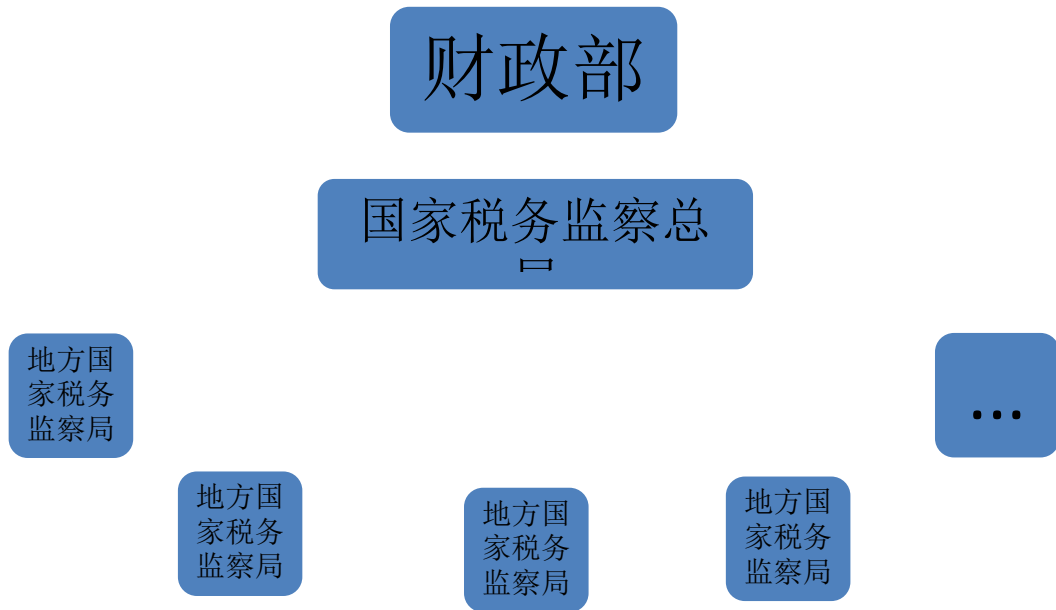 财政部
国家税务监察总
地方国
家税务
监察局
...
地方国
家税务
监察局
地方国
家税务
监察局
地方国
家税务
监察局